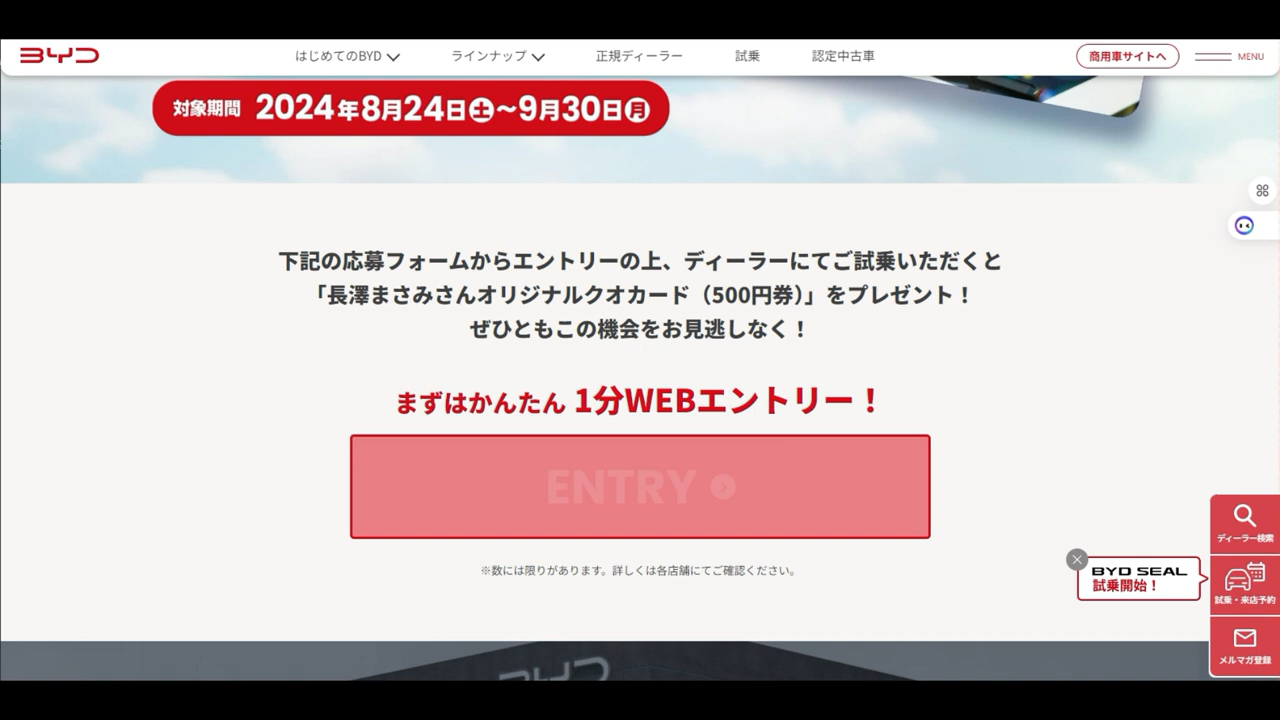 BYD
はじめてのBYD
ラインナップ
正規ディーラー
試乗
認定中古車
商用車サイトへ
MENU
対象期間 2024年8月24日土~9月30日月
下記の応募フォームからエントリーの上、ディーラーにてご試乗いただくと
「長澤まさみさんオリジナルクオカード（500円券）」をプレゼント！
ぜひともこの機会をお見逃しなく！
まずはかんたん 1分WEBエントリー！
ENTRY
※数には限りがあります。詳しくは各店舗にてご確認ください。
ディーラー検索
BYD SEAL
試乗開始！
試乗・来店予約
メルマガ登録
BYD